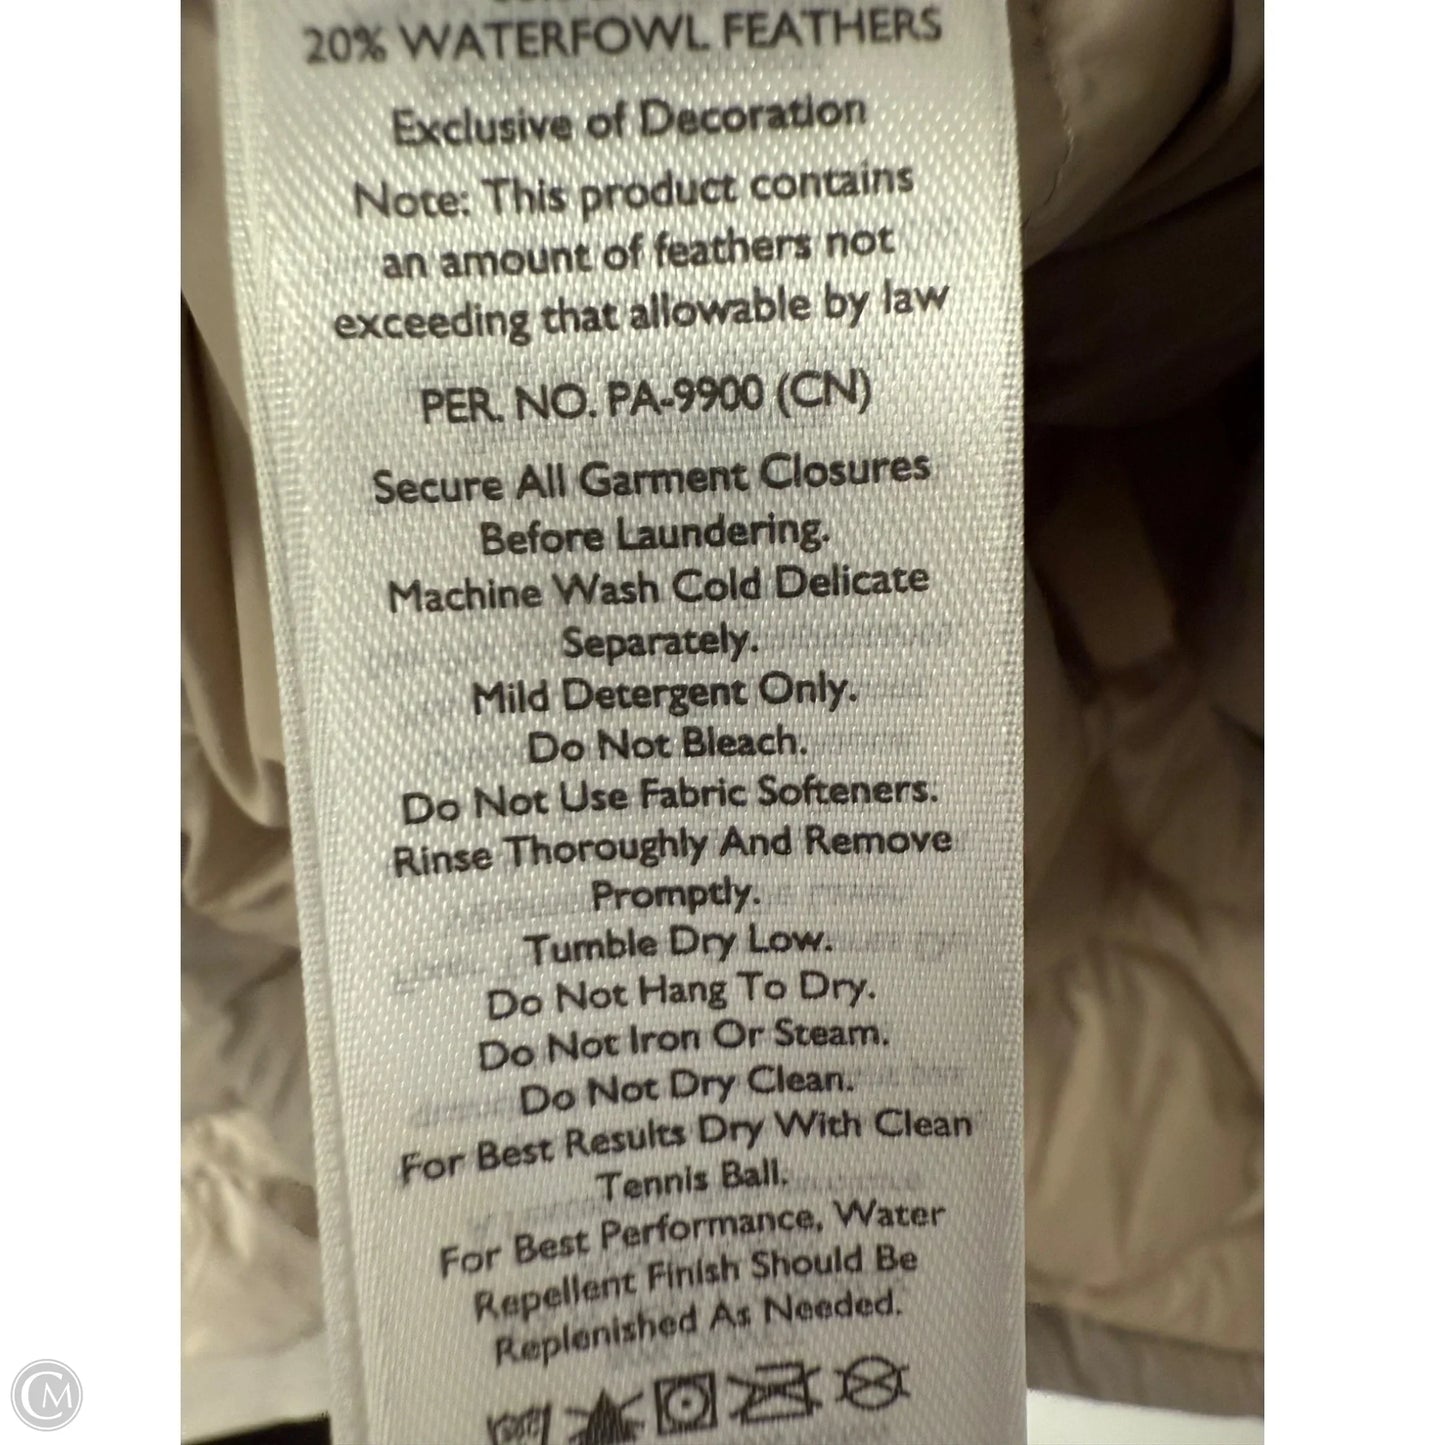 20% WATERFOWL FEATHERS
Exclusive of Decoration
Note: This product contains
an amount of feathers not
exceeding that allowable by law
PER. NO. PA-9900 (CN)
Secure All Garment Closures
Before Laundering.
Machine Wash Cold Delicate
Separately.
Mild Detergent Only.
Do Not Bleach.
Do Not Use Fabric Softeners.
Rinse Thoroughly And Remove
Promptly.
Tumble Dry Low.
Do Not Hang To Dry.
Do Not Iron Or Steam.
Do Not Dry Clean.
For Best Results Dry With Clean
Tennis Ball.
For Best Performance, Water
Repellent Finish Should Be
Replenished As Needed.
CM